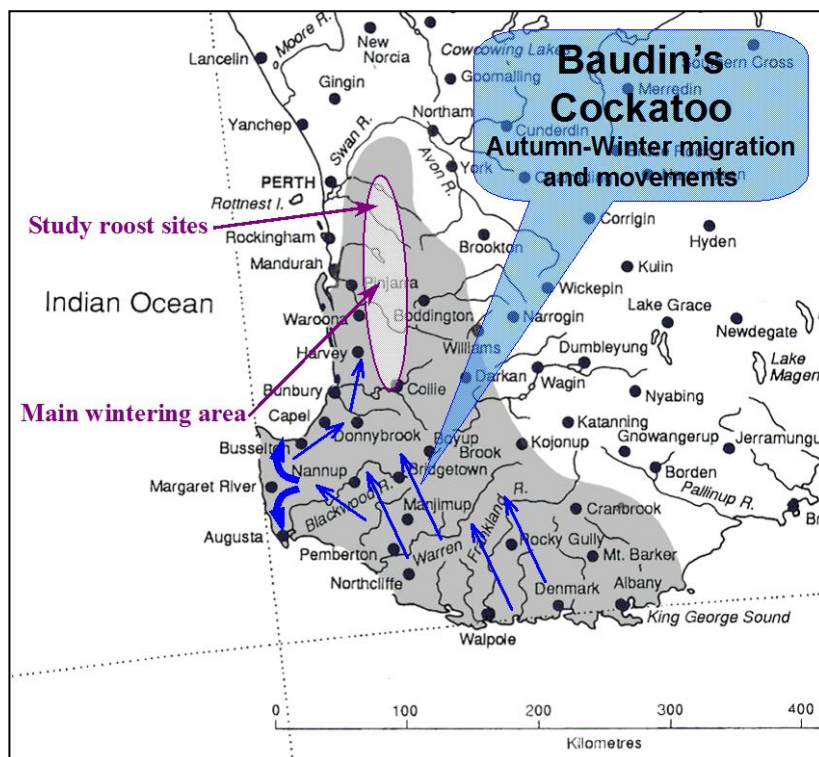 Baudin's
Cockatoo
Autumn-Winter migration
and movements
Lancelin
Moore R.
New
Norcia
Cowcowing Lakes
Southern Cross
Gingin
Goomalling
Merredin
Yanchep
Swan R.
Northam
Cunderdin
Avon R.
York
PERTH
Rottnest I.
Study roost sites
Corrigin
Rockingham
Brookton
Hyden
Mandurah
Kulin
Indian Ocean
Pinjarra
Wickepin
Boddington
Lake Grace
Waroona
Narrogin
Newdegate
Williams
Harvey
Dumbleyung
Lake
Magen
Main wintering area
Bunbury
Collie
Darkan
Wagin
Nyabing
Capel
Donnybrook
Boyup
Brook
Katanning
Busselton
Kojonup
Gnowangerup
Jerramungu
Nannup
Bridgetown
Borden
Margaret River
Blackwood R.
Pallinup R.
Manjimup
Frankland
R.
Cranbrook
Br
Augusta
Pemberton
Warren
Rocky Gully
Mt. Barker
Northcliffe
Denmark
Albany
Walpole
King George Sound
0 100 200 300 400
Kilometres